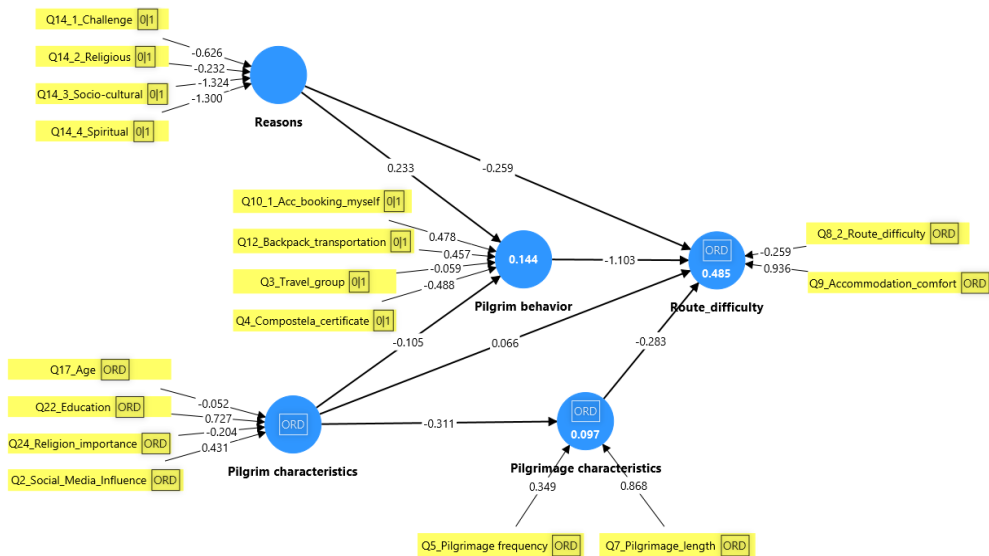 Q14_1_Challenge 0|1
-0.626
Q14_2_Religious 0|1
-0.232
Q14_3_Socio-cultural 0|1
-1.324
Q14_4_Spiritual 0|1
-1.300
Reasons
0.233
-0.259
Q10_1_Acc_booking_myself 0|1
0.478
Q12_Backpack_transportation 0|1
0.457
Q3_Travel_group 0|1
-0.059
Q4_Compostela_certificate 0|1
-0.488
0.144
Pilgrim behavior
-1.103
ORD
0.485
Route_difficulty
Q8_2_Route_difficulty ORD
-0.259
0.936
Q9_Accommodation_comfort ORD
-0.105
0.066
-0.283
Q17_Age ORD
-0.052
Q22_Education ORD
0.727
Q24_Religion_importance ORD
-0.204
Q2_Social_Media_Influence ORD
0.431
ORD
Pilgrim characteristics
-0.311
ORD
0.097
Pilgrimage characteristics
0.349
0.868
Q5_Pilgrimage frequency ORD
Q7_Pilgrimage_length ORD